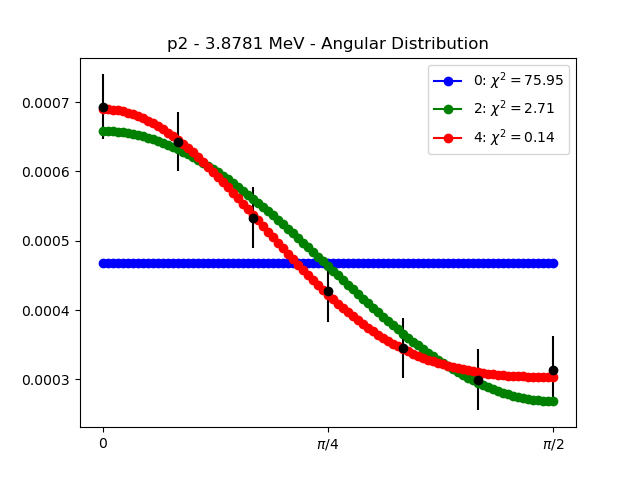 p2 - 3.8781 MeV - Angular Distribution
0: χ² = 75.95
2: χ² = 2.71
4: χ² = 0.14
0.0007
0.0006
0.0005
0.0004
0.0003
0
π/4
π/2